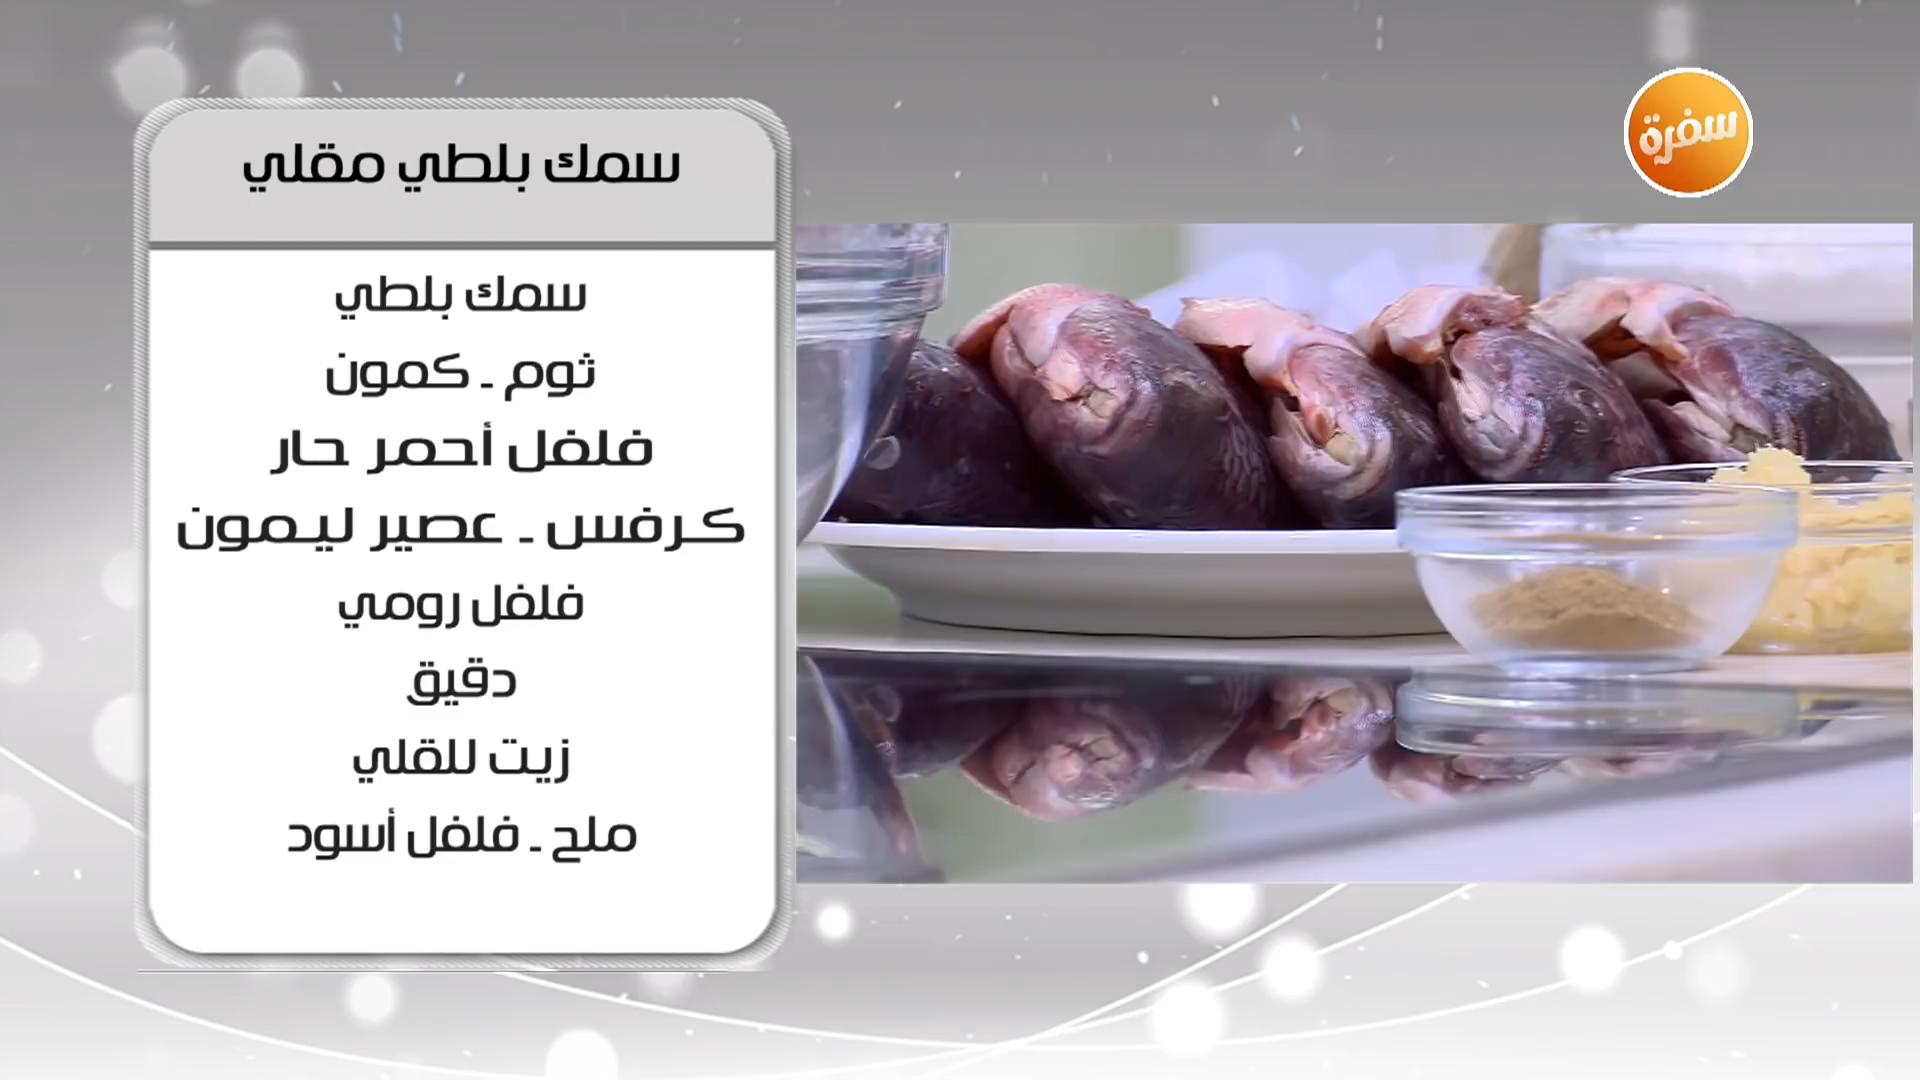 سفرة
سمك بلطي مقلي
سمك بلطي
ثوم - كمون
فلفل أحمر حار
كرفس - عصير ليمون
فلفل رومي
دقيق
زيت للقلي
ملح - فلفل أسود